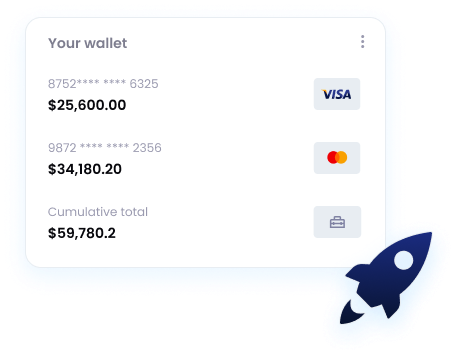 Your wallet
8752**** **** 6325
$25,600.00
VISA
9872 **** **** 2356
$34,180.20
Cumulative total
$59,780.2